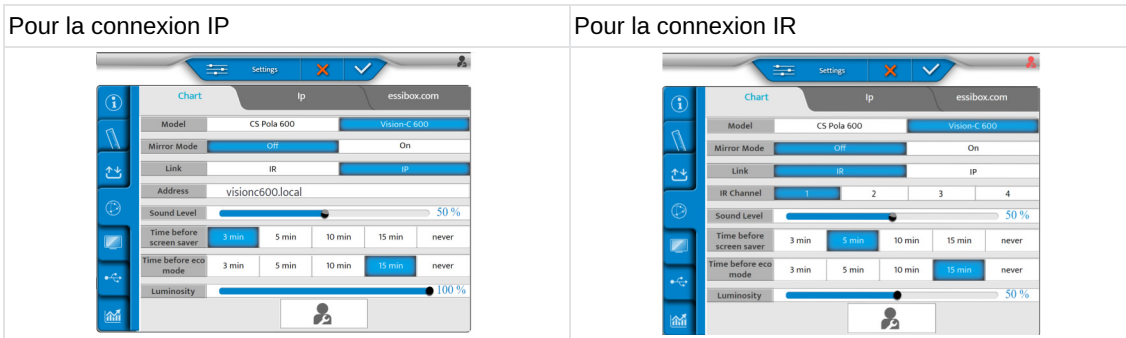 Pour la connexion IP
Settings
Chart Ip essibox.com
Model CS Pola 600 Vision-C 600
Mirror Mode Off On
Link IR IP
Address visionc600.local
Sound Level 50 %
Time before screen saver 3 min 5 min 10 min 15 min never
Time before eco mode 3 min 5 min 10 min 15 min never
Luminosity 100 %
Pour la connexion IR
Settings
Chart Ip essibox.com
Model CS Pola 600 Vision-C 600
Mirror Mode Off On
Link IR IP
IR Channel 1 2 3 4
Sound Level 50 %
Time before screen saver 3 min 5 min 10 min 15 min never
Time before eco mode 3 min 5 min 10 min 15 min never
Luminosity 50 %